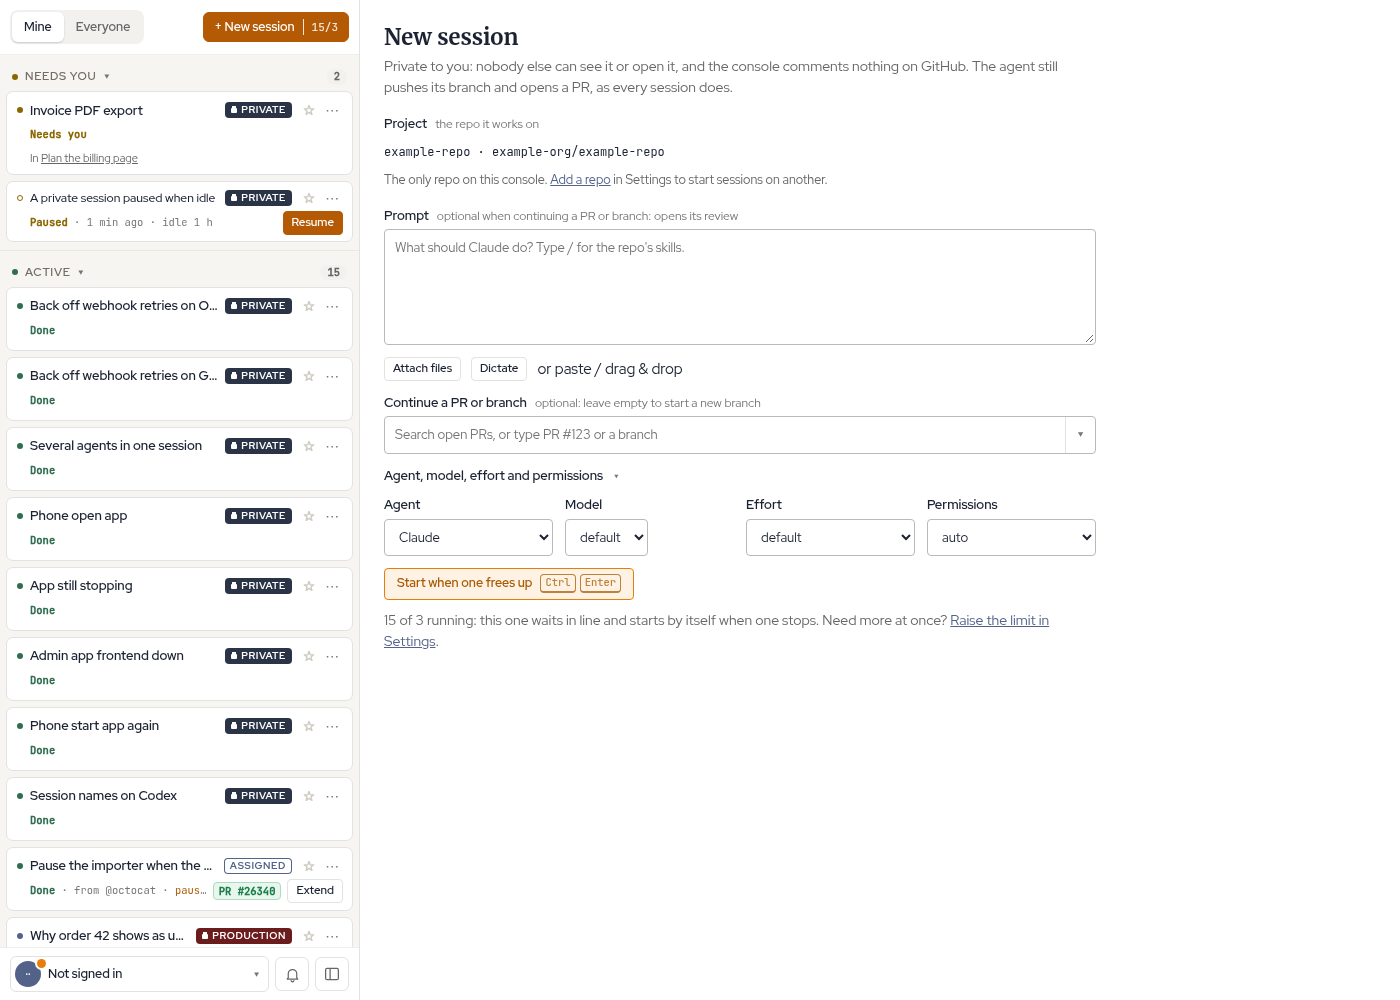 Mine
Everyone
+ New session
15/3
NEEDS YOU
2
Invoice PDF export
PRIVATE
Needs you
In Plan the billing page
A private session paused when idle
PRIVATE
Paused · 1 min ago · idle 1 h
Resume
ACTIVE
15
Back off webhook retries on O...
PRIVATE
Done
Back off webhook retries on G...
PRIVATE
Done
Several agents in one session
PRIVATE
Done
Phone open app
PRIVATE
Done
App still stopping
PRIVATE
Done
Admin app frontend down
PRIVATE
Done
Phone start app again
PRIVATE
Done
Session names on Codex
PRIVATE
Done
Pause the importer when the ...
ASSIGNED
Done · from @octocat · paus…
PR #26340
Extend
Why order 42 shows as u...
PRODUCTION
Not signed in
New session
Private to you: nobody else can see it or open it, and the console comments nothing on GitHub. The agent still
pushes its branch and opens a PR, as every session does.
Project the repo it works on
example-repo · example-org/example-repo
The only repo on this console. Add a repo in Settings to start sessions on another.
Prompt optional when continuing a PR or branch: opens its review
What should Claude do? Type / for the repo's skills.
Attach files
Dictate
or paste / drag & drop
Continue a PR or branch optional: leave empty to start a new branch
Search open PRs, or type PR #123 or a branch
Agent, model, effort and permissions
Agent
Model
Effort
Permissions
Claude
default
default
auto
Start when one frees up Ctrl Enter
15 of 3 running: this one waits in line and starts by itself when one stops. Need more at once? Raise the limit in
Settings.